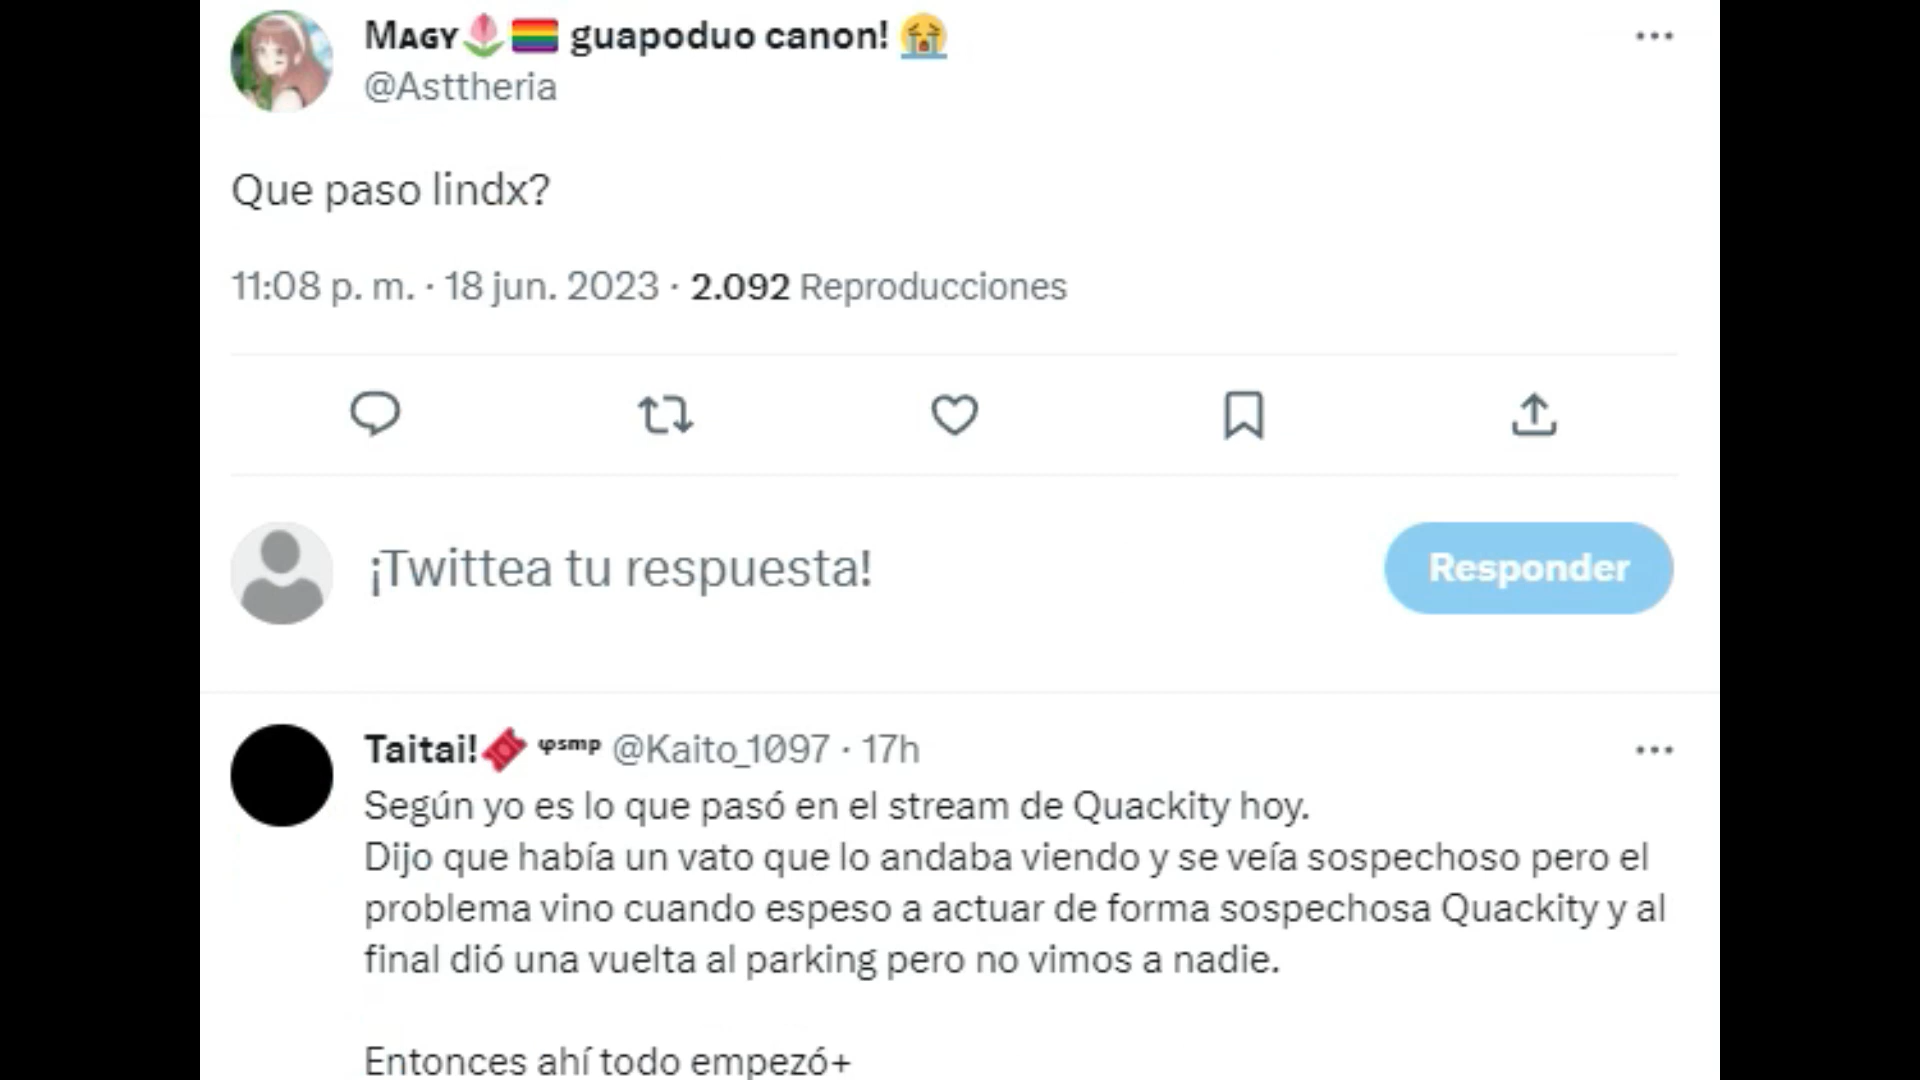 Magy🌷🏳️‍🌈 guapoduo canon! 😭
@Asttheria
Que paso lindx?
11:08 p. m. · 18 jun. 2023 · 2.092 Reproducciones
¡Twittea tu respuesta!
Responder
Taitai!🎟️ φsmp @Kaito_1097 · 17h
Según yo es lo que pasó en el stream de Quackity hoy.
Dijo que había un vato que lo andaba viendo y se veía sospechoso pero el
problema vino cuando espeso a actuar de forma sospechosa Quackity y al
final dió una vuelta al parking pero no vimos a nadie.
Entonces ahí todo empezó+